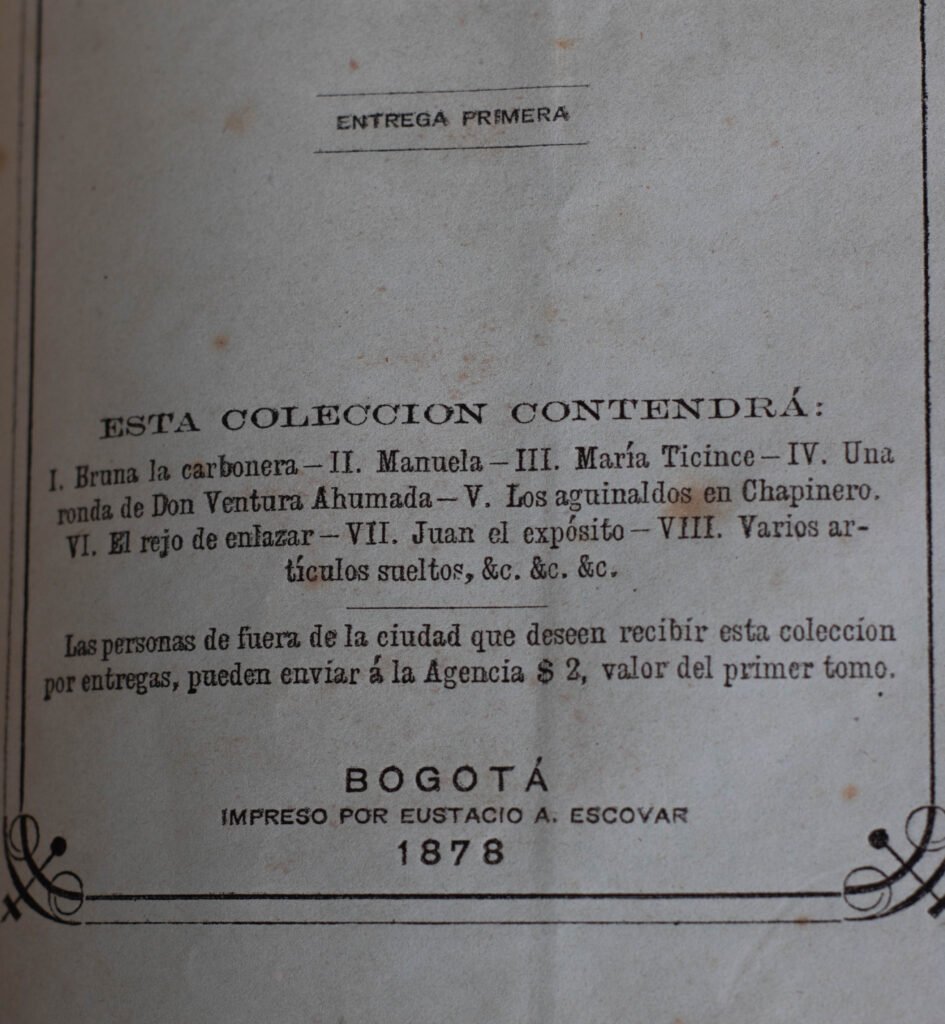 ENTREGA PRIMERA
ESTA COLECCION CONTENDRÁ:
I. Bruna la carbonera – II. Manuela – III. María Ticince – IV. Una
ronda de Don Ventura Ahumada – V. Los aguinaldos en Chapinero.
VI. El rejo de enlazar – VII. Juan el expósito – VIII. Varios ar-
tículos sueltos, &c. &c. &c.
Las personas de fuera de la ciudad que deseen recibir esta coleccion
por entregas, pueden enviar á la Agencia $ 2, valor del primer tomo.
BOGOTÁ
IMPRESO POR EUSTACIO A. ESCOVAR
1878